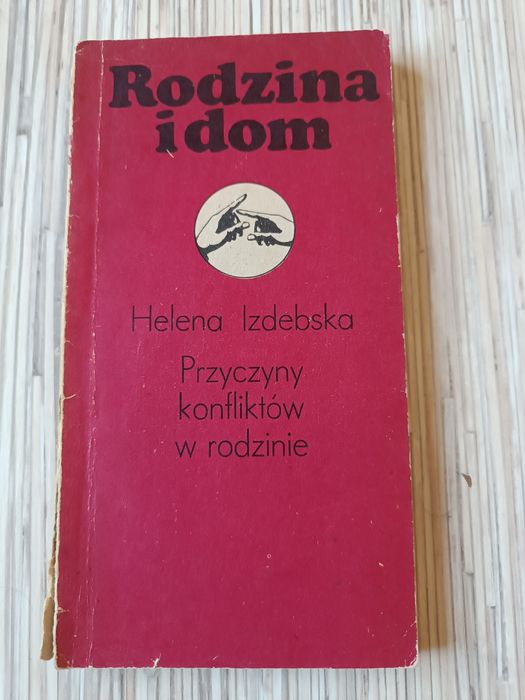 Rodzina
i dom
Helena Izdebska
Przyczyny
konfliktów
w rodzinie